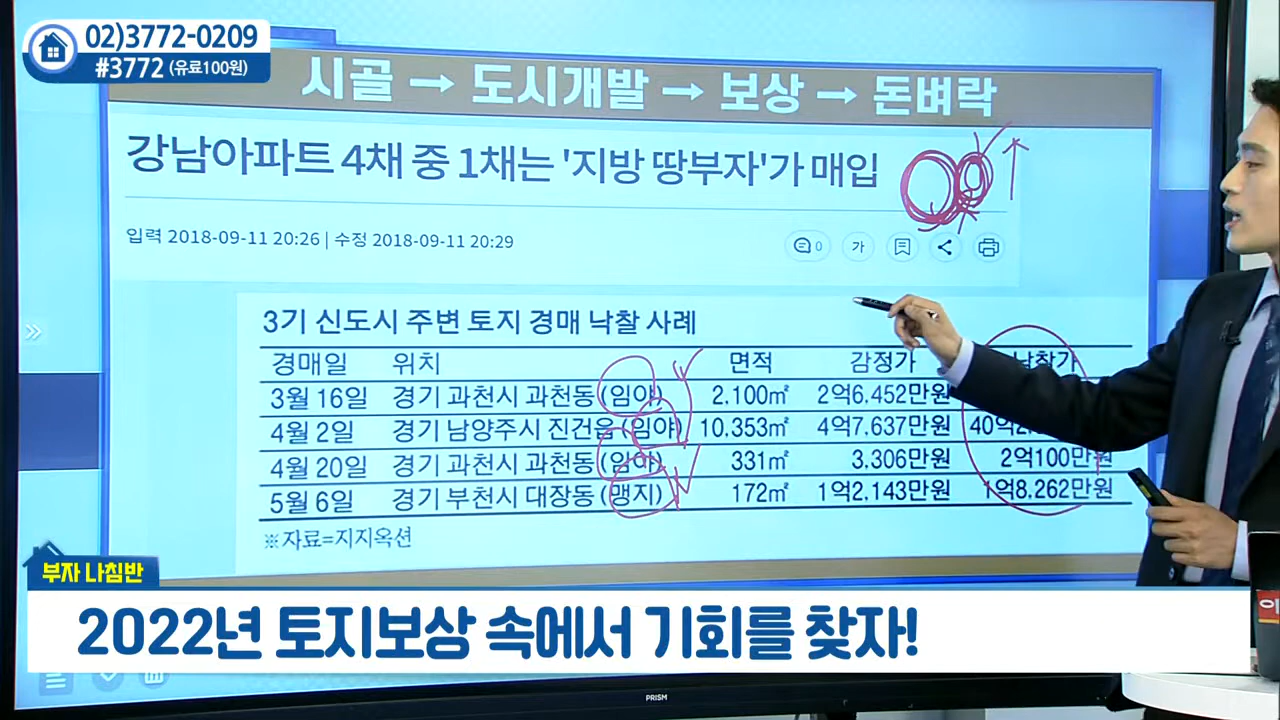 02)3772-0209
#3772 (유료100원)
시골 → 도시개발 → 보상 → 돈벼락
강남아파트 4채 중 1채는 '지방 땅부자'가 매입
입력 2018-09-11 20:26 | 수정 2018-09-11 20:29
0 가
3기 신도시 주변 토지 경매 낙찰 사례
경매일 위치 면적 감정가 낙찰가
3월 16일 경기 과천시 과천동 (임야) 2.100㎡ 2억6.452만원
4월 2일 경기 남양주시 진건읍 (임야) 10.353㎡ 4억7.637만원 40억
4월 20일 경기 과천시 과천동 (임야) 331㎡ 3.306만원 2억100만원
5월 6일 경기 부천시 대장동 (맹지) 172㎡ 1억2.143만원 1억8.262만원
※자료=지지옥션
부자 나침반
2022년 토지보상 속에서 기회를 찾자!
PRISM